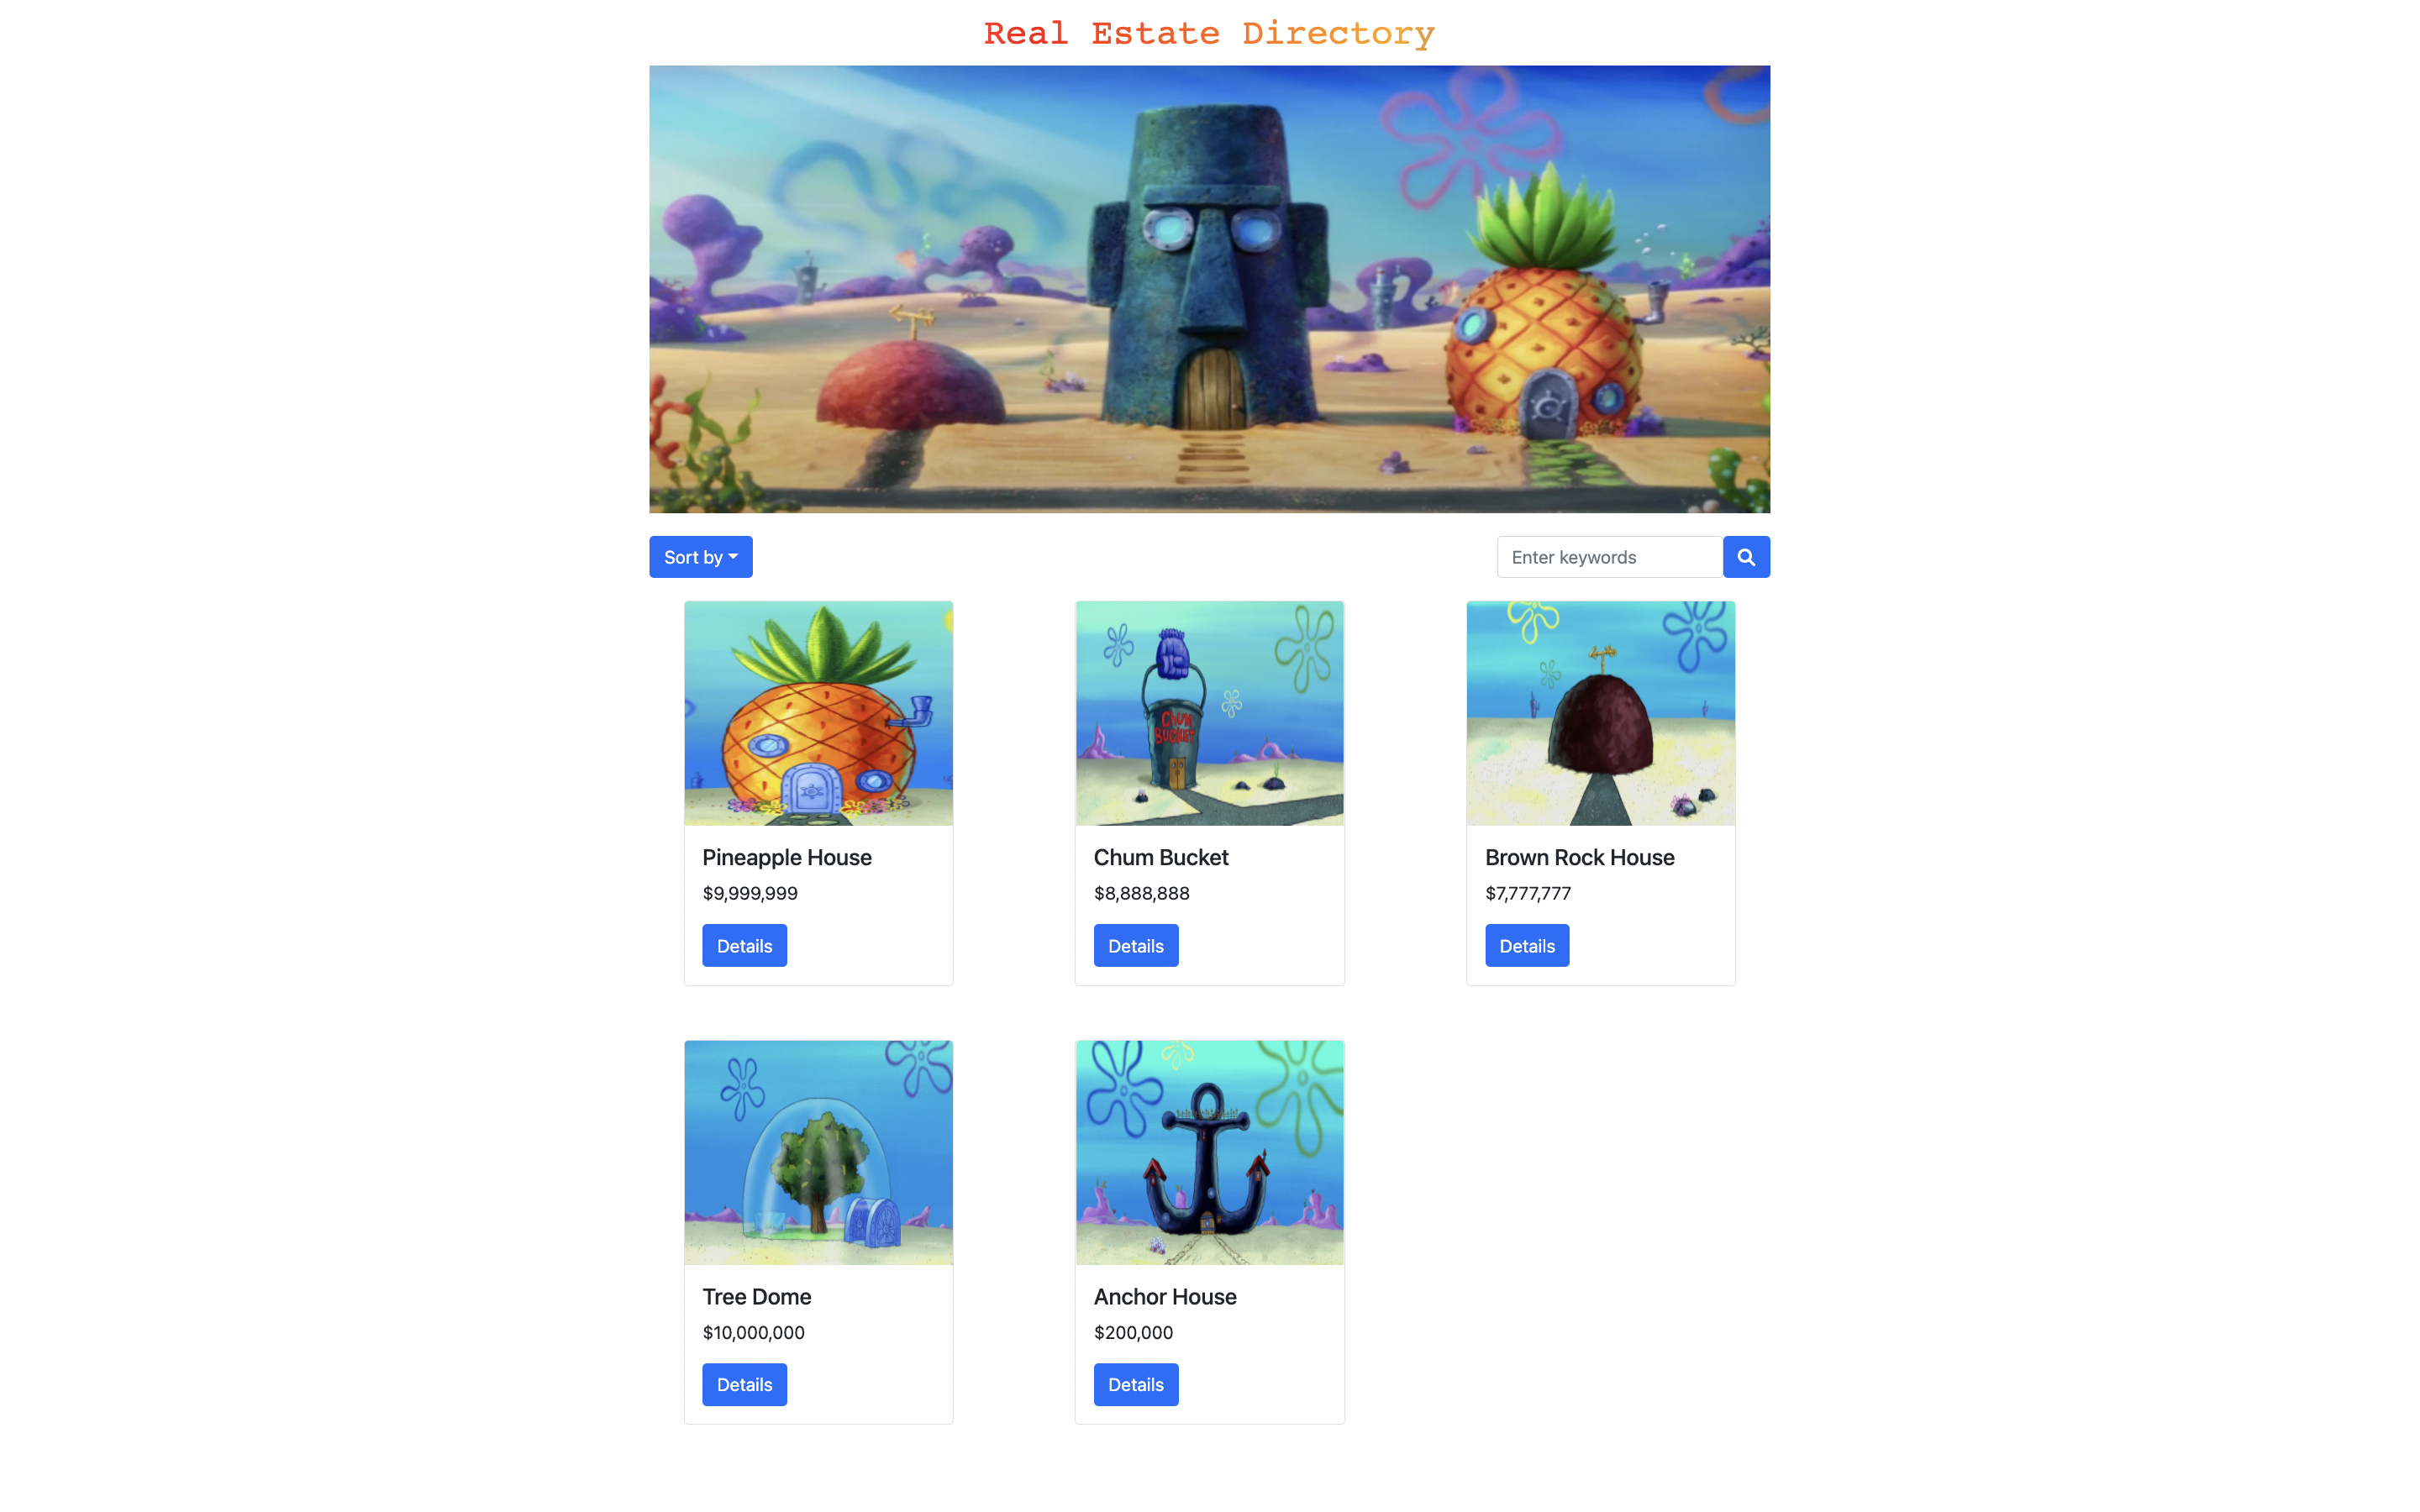 Real Estate Directory
Sort by
Enter keywords
CHUM
BUCKET
Pineapple House
$9,999,999
Details
Chum Bucket
$8,888,888
Details
Brown Rock House
$7,777,777
Details
Tree Dome
$10,000,000
Details
Anchor House
$200,000
Details